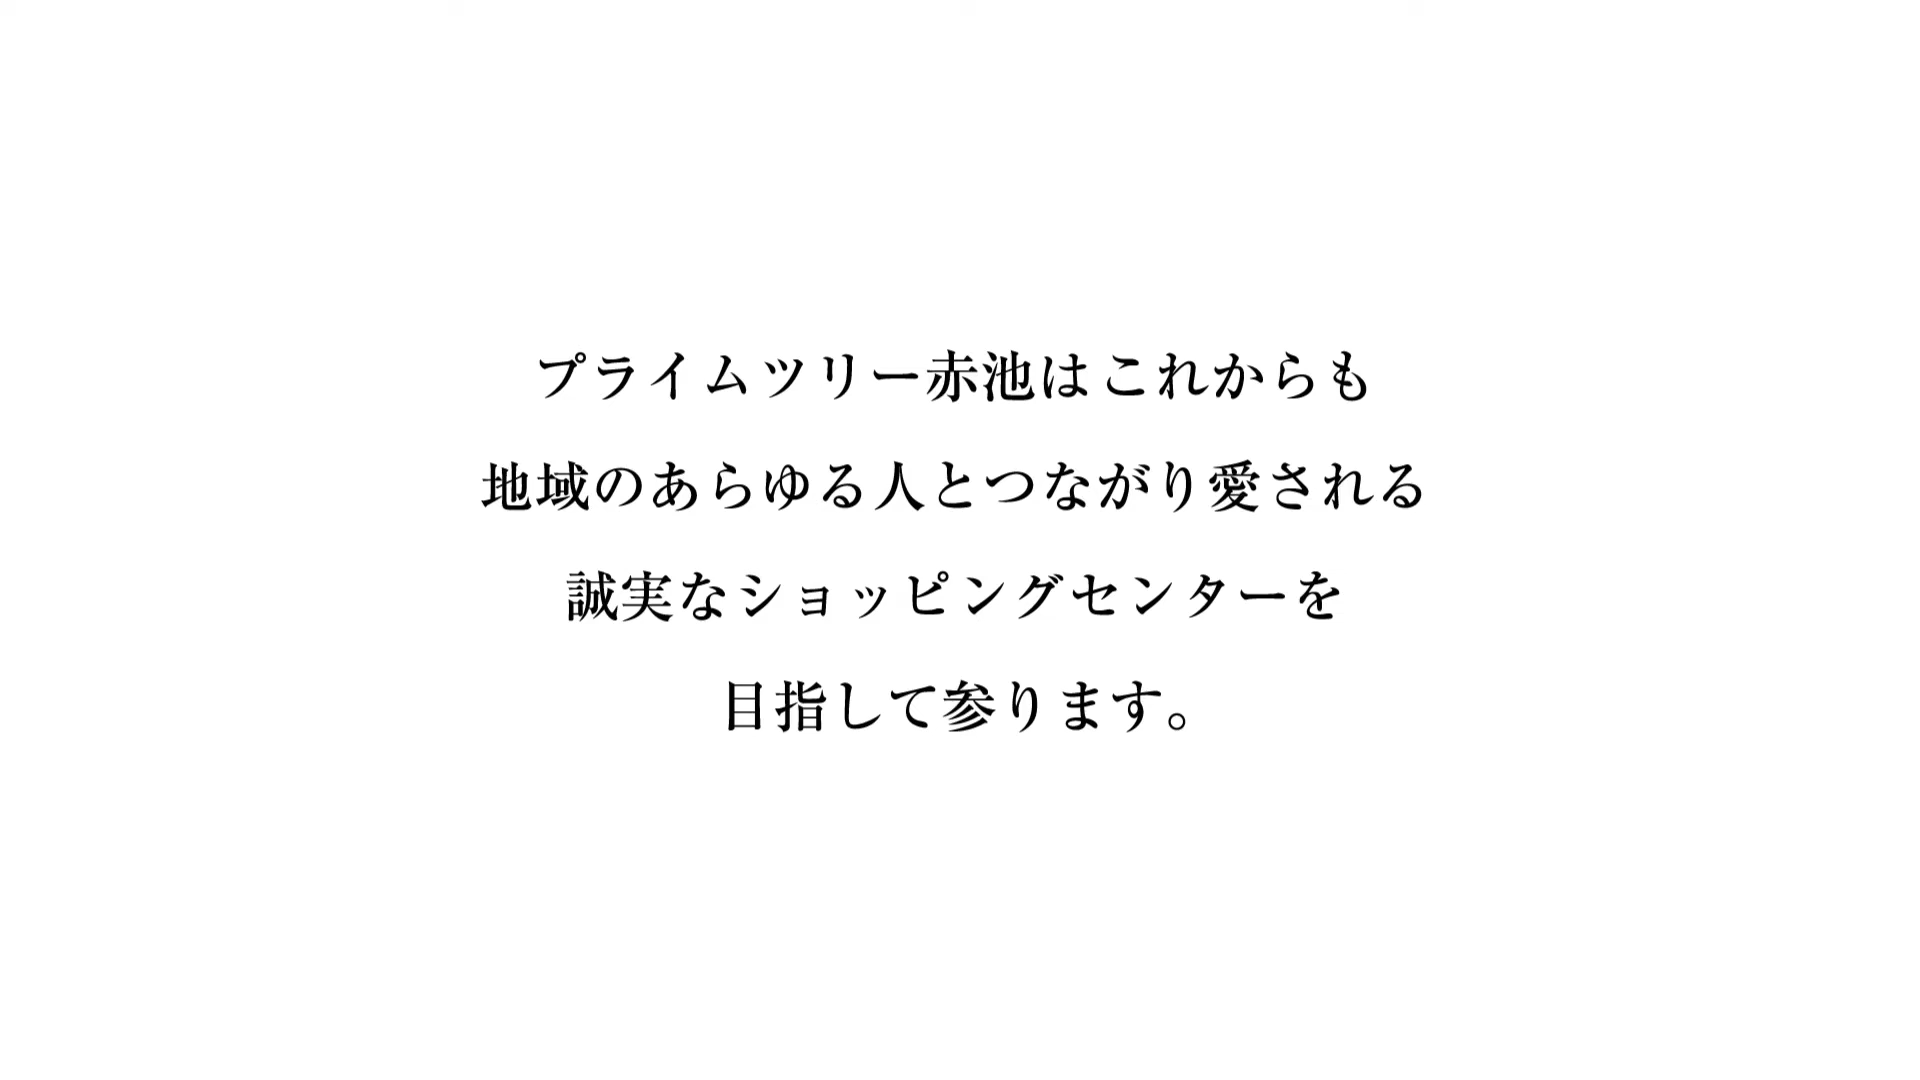 プライムツリー赤池はこれからも
地域のあらゆる人とつながり愛される
誠実なショッピングセンターを
目指して参ります。